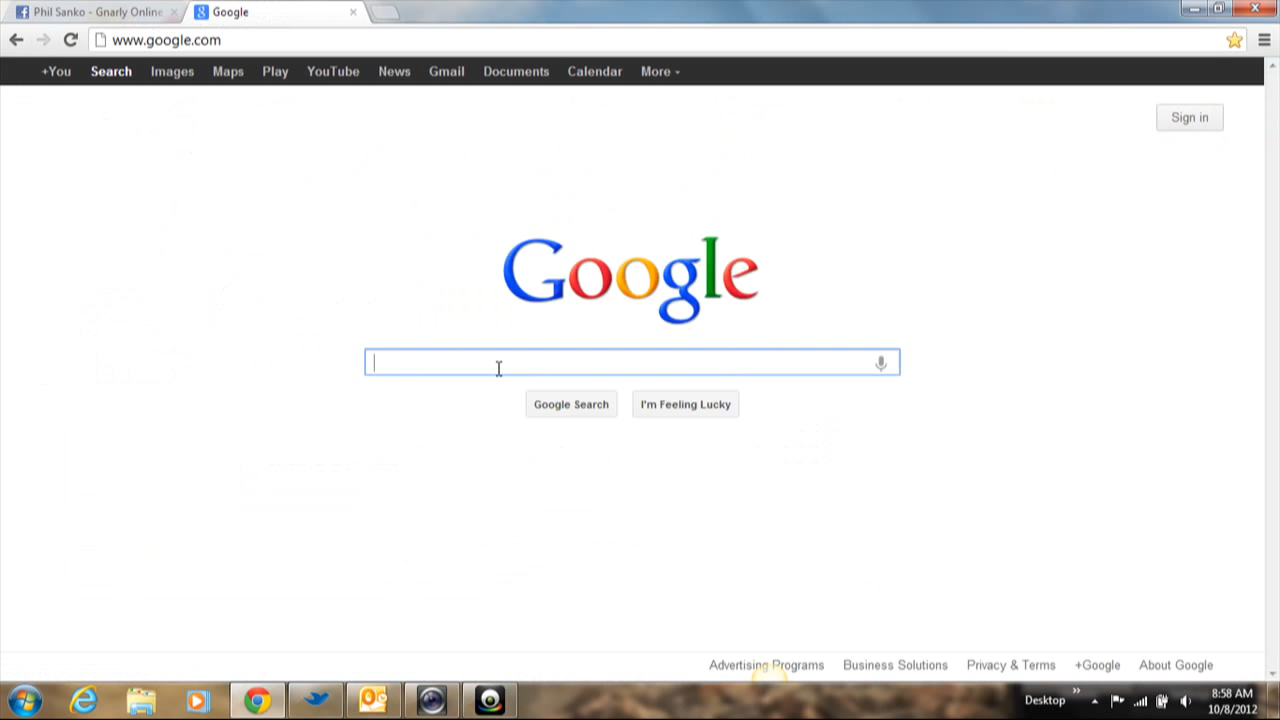 Phil Sanko - Gnarly Online
Google
www.google.com
+You Search Images Maps Play YouTube News Gmail Documents Calendar More
Sign in
Google
Google Search I'm Feeling Lucky
Advertising Programs Business Solutions Privacy & Terms +Google About Google
Desktop
8:58 AM
10/8/2012